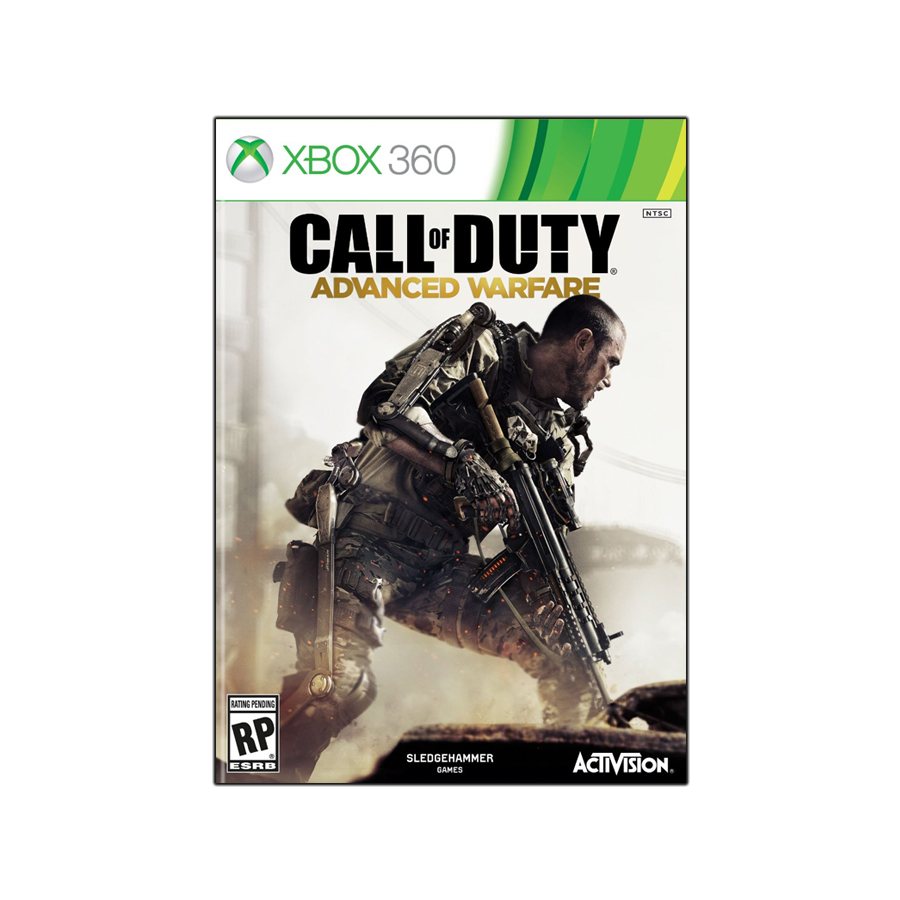 XBOX 360
NTSC
CALL OF DUTY®
ADVANCED WARFARE
RATING PENDING
RP
®
ESRB
SLEDGEHAMMER
GAMES
ACTIVISION®